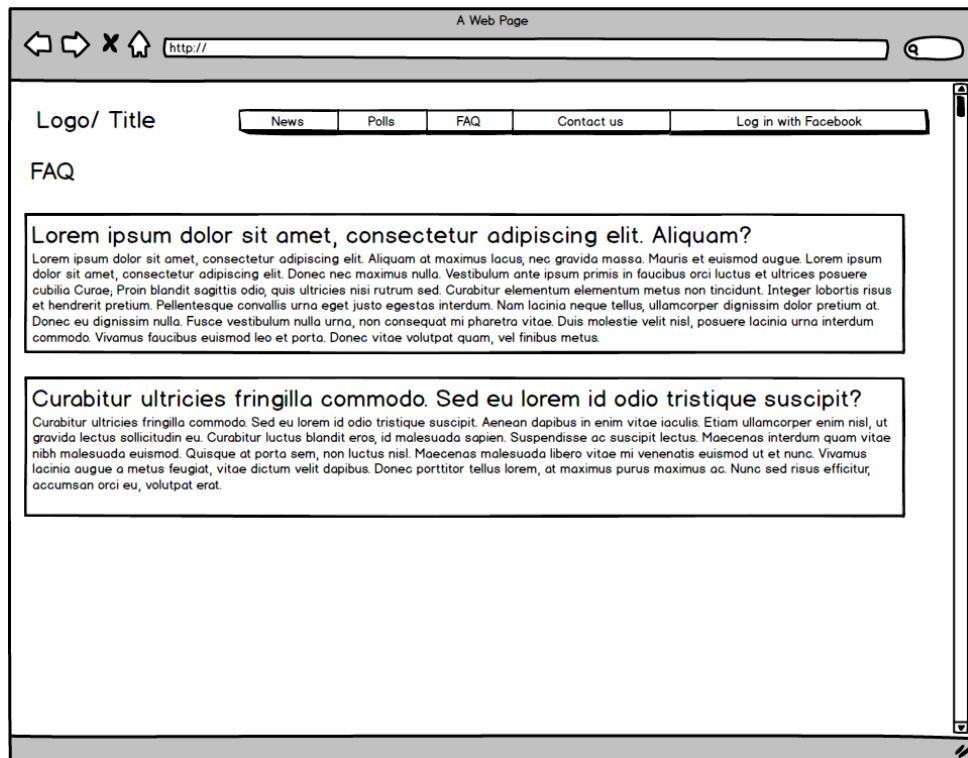 A Web Page
http://
Logo/ Title
News
Polls
FAQ
Contact us
Log in with Facebook
FAQ
Lorem ipsum dolor sit amet, consectetur adipiscing elit. Aliquam?
Lorem ipsum dolor sit amet, consectetur adipiscing elit. Aliquam at maximus lacus, nec gravida massa. Mauris et euismod augue. Lorem ipsum
dolor sit amet, consectetur adipiscing elit. Donec nec maximus nulla. Vestibulum ante ipsum primis in faucibus orci luctus et ultrices posuere
cubilia Curae; Proin blandit sagittis odio, quis ultricies nisi rutrum sed. Curabitur elementum elementum metus non tincidunt. Integer lobortis risus
et hendrerit pretium. Pellentesque convallis urna eget justo egestas interdum. Nam lacinia neque tellus, ullamcorper dignissim dolor pretium at.
Donec eu dignissim nulla. Fusce vestibulum nulla urna, non consequat mi pharetra vitae. Duis molestie velit nisl, posuere lacinia urna interdum
commodo. Vivamus faucibus euismod leo et porta. Donec vitae volutpat quam, vel finibus metus.
Curabitur ultricies fringilla commodo. Sed eu lorem id odio tristique suscipit?
Curabitur ultricies fringilla commodo. Sed eu lorem id odio tristique suscipit. Aenean dapibus in enim vitae iaculis. Etiam ullamcorper enim nisl, ut
gravida lectus sollicitudin eu. Curabitur luctus blandit eros, id malesuada sapien. Suspendisse ac suscipit lectus. Maecenas interdum quam vitae
nibh malesuada euismod. Quisque at porta sem, non luctus nisl. Maecenas malesuada libero vitae mi venenatis euismod ut et nunc. Vivamus
lacinia augue a metus feugiat, vitae dictum velit dapibus. Donec porttitor tellus lorem, at maximus purus maximus ac. Nunc sed risus efficitur,
accumsan orci eu, volutpat erat.